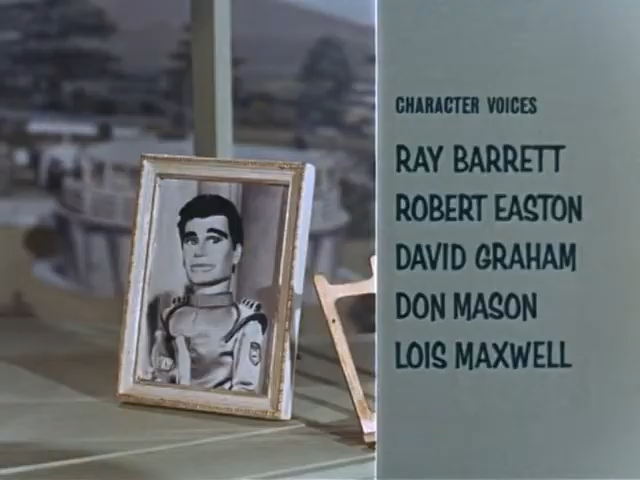 CHARACTER VOICES
RAY BARRETT
ROBERT EASTON
DAVID GRAHAM
DON MASON
LOIS MAXWELL